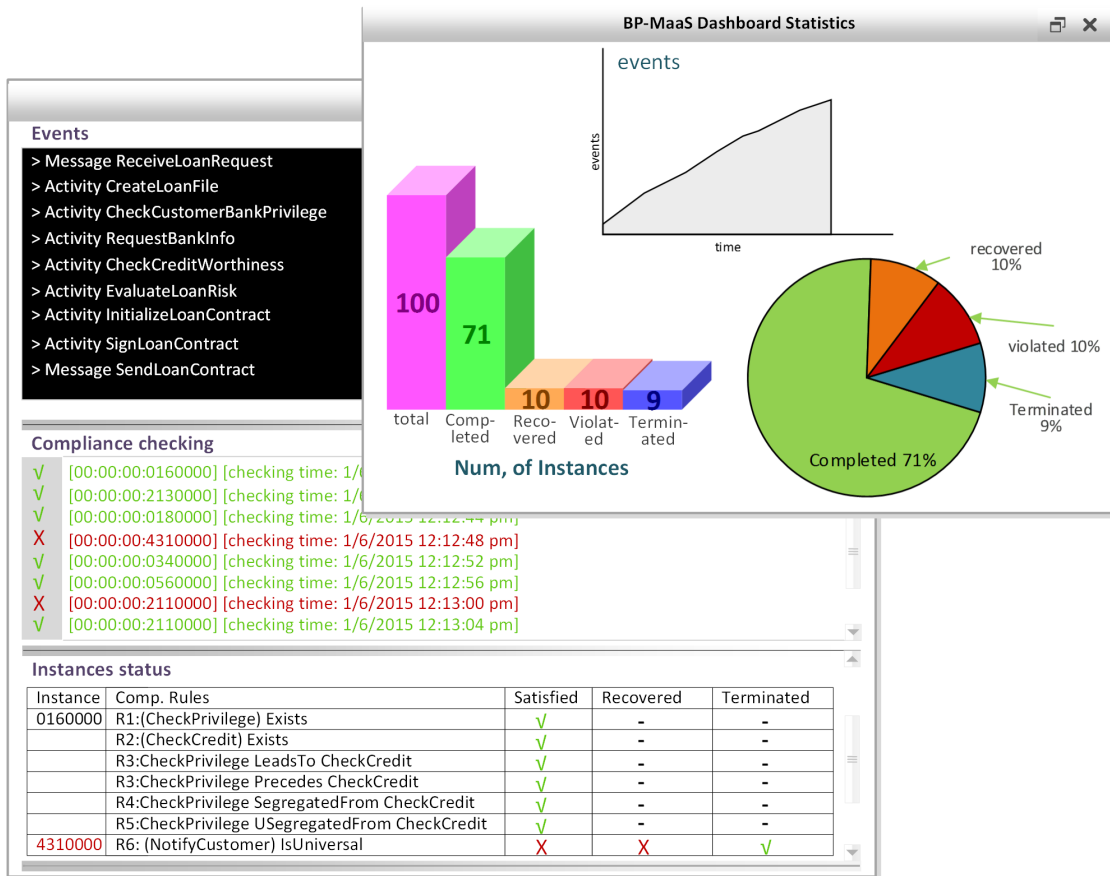 BP-MaaS Dashboard Statistics
events
events
time
100
71
10
10
9
total
Comp-
leted
Reco-
vered
Violat-
ed
Termin-
ated
Num, of Instances
recovered
10%
violated 10%
Terminated
9%
Completed 71%
Events
> Message ReceiveLoanRequest
> Activity CreateLoanFile
> Activity CheckCustomerBankPrivilege
> Activity RequestBankInfo
> Activity CheckCreditWorthiness
> Activity EvaluateLoanRisk
> Activity InitializeLoanContract
> Activity SignLoanContract
> Message SendLoanContract
Compliance checking
√ [00:00:00:0160000] [checking time: 1/
√ [00:00:00:2130000] [checking time: 1/
√ [00:00:00:0180000] [checking time: 1/6/2015 12:12:44 pm]
X [00:00:00:4310000] [checking time: 1/6/2015 12:12:48 pm]
√ [00:00:00:0340000] [checking time: 1/6/2015 12:12:52 pm]
√ [00:00:00:0560000] [checking time: 1/6/2015 12:12:56 pm]
X [00:00:00:2110000] [checking time: 1/6/2015 12:13:00 pm]
√ [00:00:00:2110000] [checking time: 1/6/2015 12:13:04 pm]
Instances status
Instance Comp. Rules Satisfied Recovered Terminated
0160000 R1:(CheckPrivilege) Exists √ - -
R2:(CheckCredit) Exists √ - -
R3:CheckPrivilege LeadsTo CheckCredit √ - -
R3:CheckPrivilege Precedes CheckCredit √ - -
R4:CheckPrivilege SegregatedFrom CheckCredit √ - -
R5:CheckPrivilege USegregatedFrom CheckCredit √ - -
4310000 R6: (NotifyCustomer) IsUniversal X X √